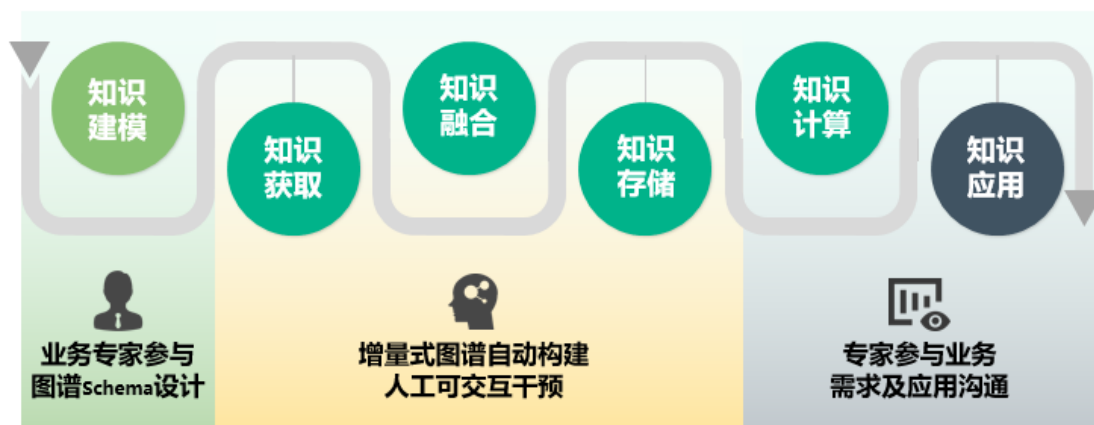 知识
建模
知识
获取
知识
融合
知识
存储
知识
计算
知识
应用
业务专家参与
图谱Schema设计
增量式图谱自动构建
人工可交互干预
专家参与业务
需求及应用沟通